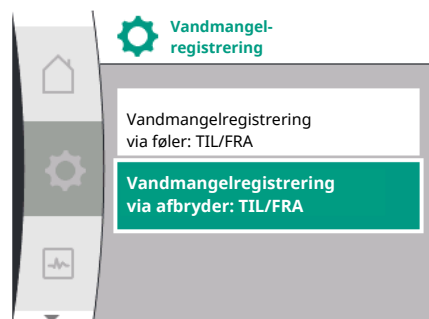 Vandmangel-
registrering
Vandmangelregistrering
via føler: TIL/FRA
Vandmangelregistrering
via afbryder: TIL/FRA